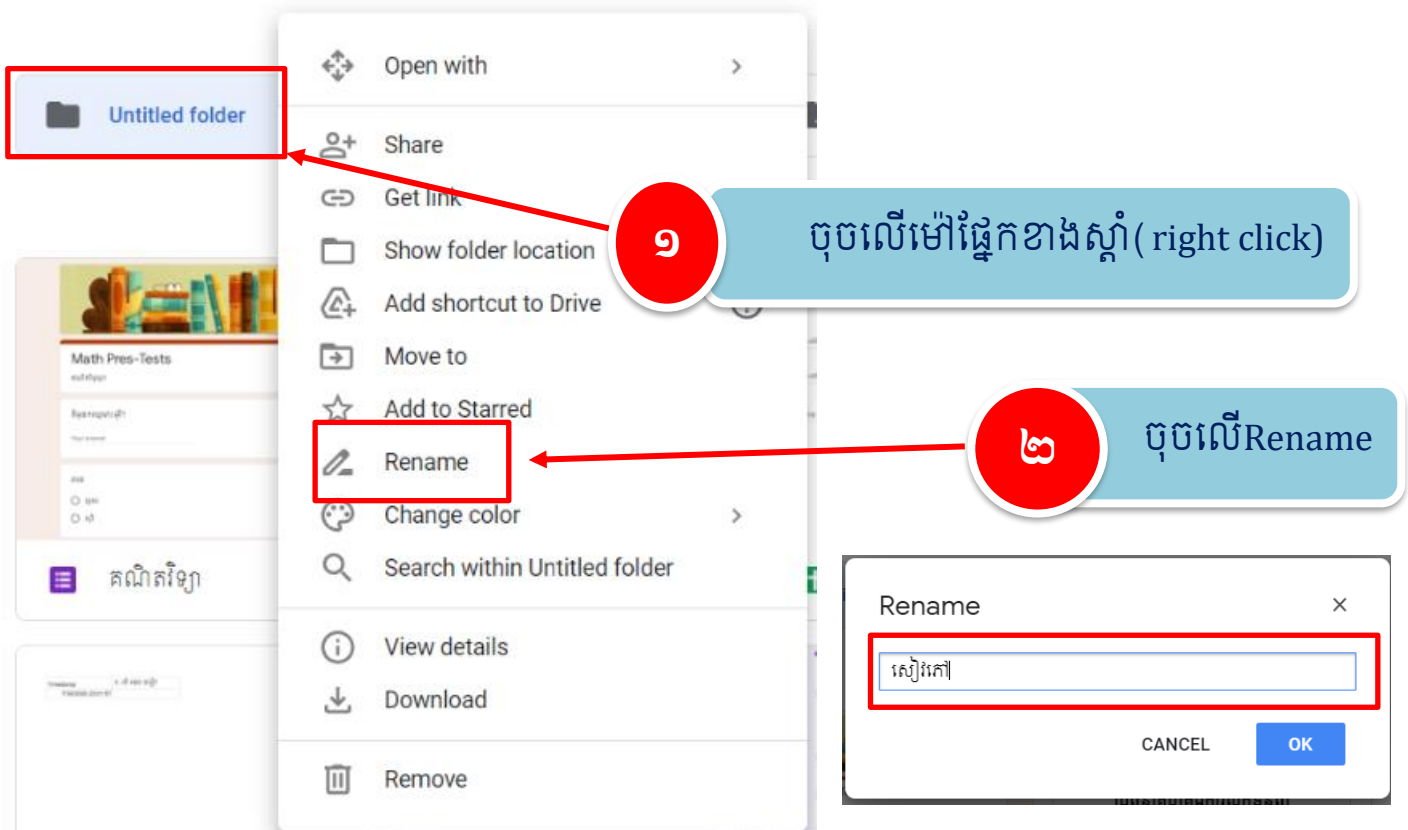 Open with
Untitled folder
Share
Get link
Show folder location
Add shortcut to Drive
Move to
Add to Starred
Rename
Change color
Search within Untitled folder
View details
Download
Remove
១
ចុចលើម៉ៅផ្នែកខាងស្តាំ( right click)
២
ចុចលើRename
Math Pres-Tests
គណិតវិទ្យា
Rename
សៀវភៅ
CANCEL
OK